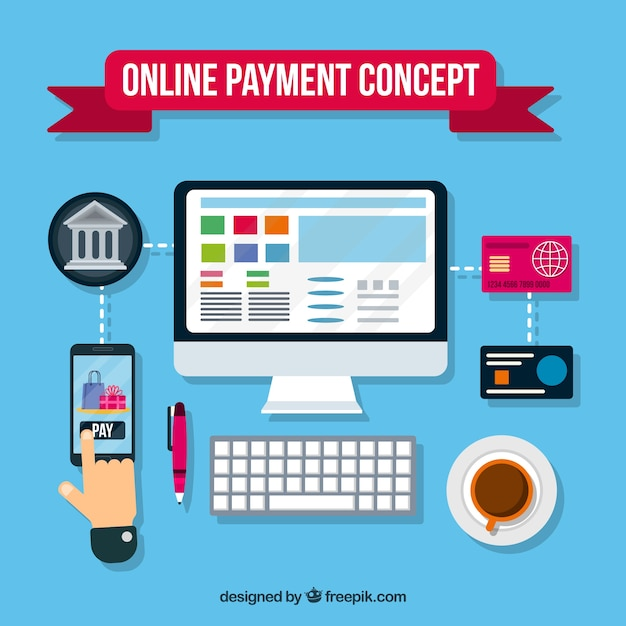 ONLINE PAYMENT CONCEPT
1234 4566 7890 0000
PAY
designed by freepik.com